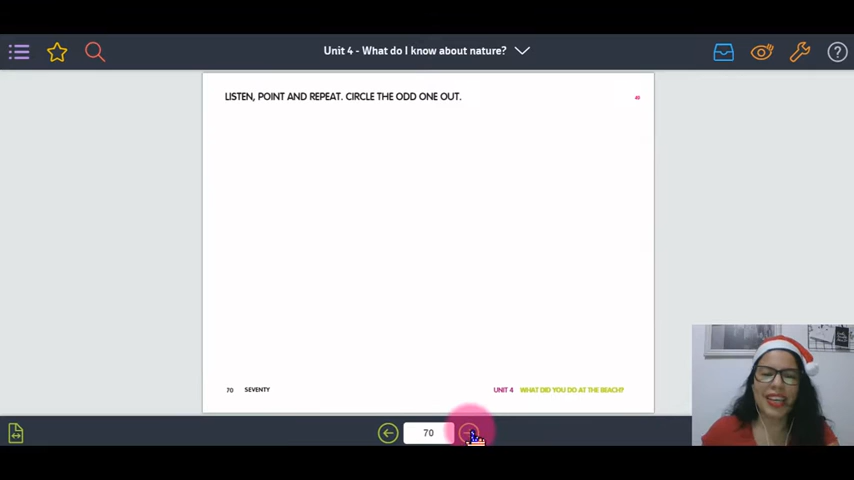 Unit 4 - What do I know about nature?
LISTEN, POINT AND REPEAT. CIRCLE THE ODD ONE OUT.
70 SEVENTY
UNIT 4 WHAT DID YOU DO AT THE BEACH?
70